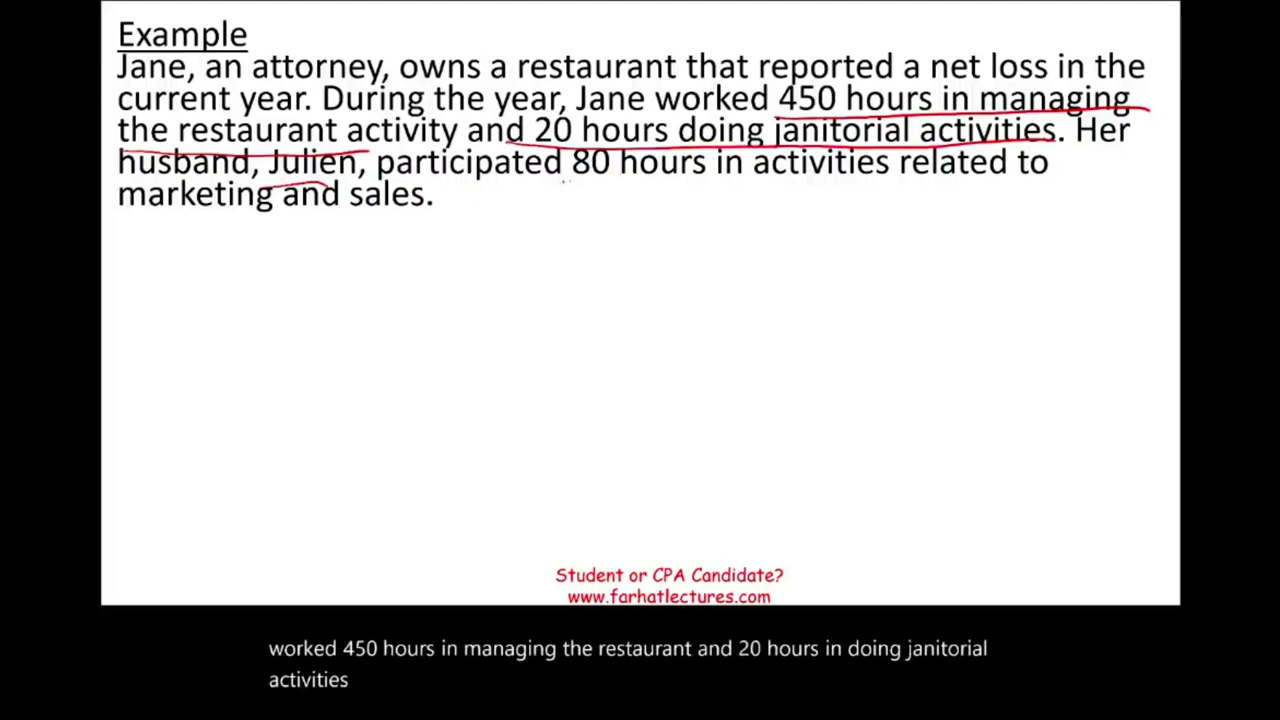 Example
Jane, an attorney, owns a restaurant that reported a net loss in the
current year. During the year, Jane worked 450 hours in managing
the restaurant activity and 20 hours doing janitorial activities. Her
husband, Julien, participated 80 hours in activities related to
marketing and sales.
Student or CPA Candidate?
www.farhatlectures.com
worked 450 hours in managing the restaurant and 20 hours in doing janitorial
activities